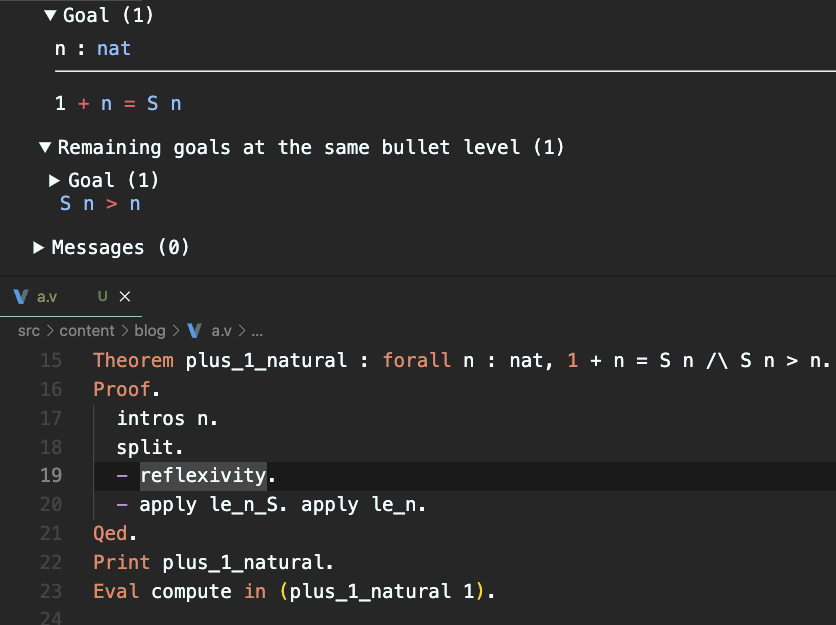 ▼ Goal (1)
n : nat
1 + n = S n
▼ Remaining goals at the same bullet level (1)
▶ Goal (1)
S n > n
▶ Messages (0)
a.v U ×
src > content > blog > a.v > ...
15 Theorem plus_1_natural : forall n : nat, 1 + n = S n /\ S n > n.
16 Proof.
17 intros n.
18 split.
19 - reflexivity.
20 - apply le_n_S. apply le_n.
21 Qed.
22 Print plus_1_natural.
23 Eval compute in (plus_1_natural 1).
24